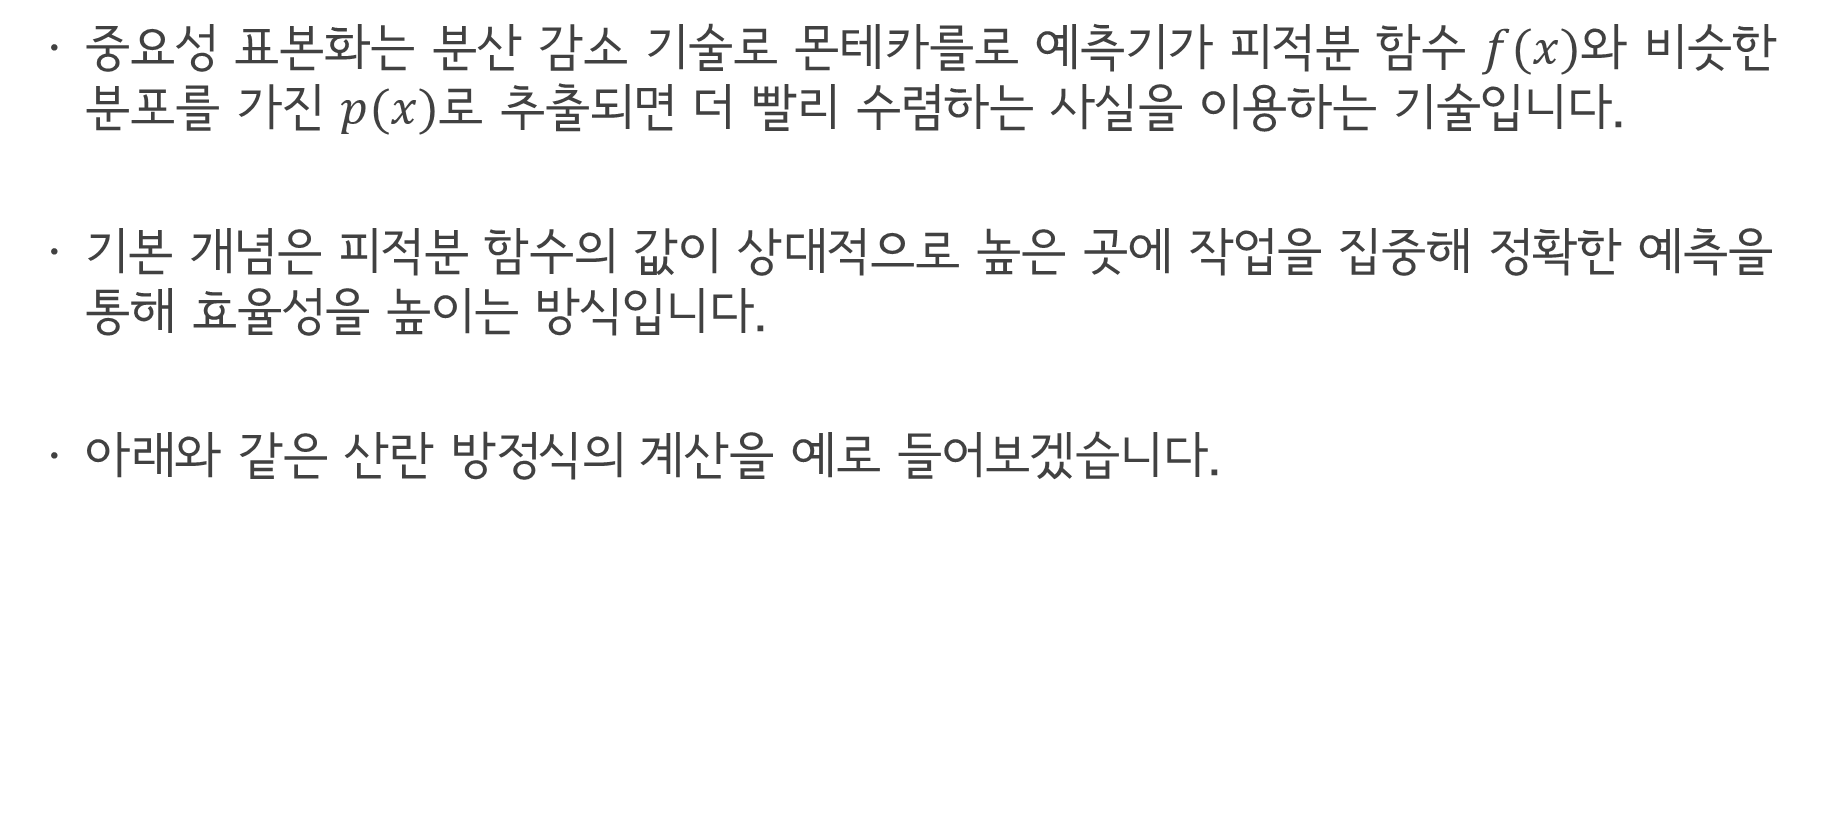 · 중요성 표본화는 분산 감소 기술로 몬테카를로 예측기가 피적분 함수 f(x)와 비슷한
분포를 가진 p(x)로 추출되면 더 빨리 수렴하는 사실을 이용하는 기술입니다.
· 기본 개념은 피적분 함수의 값이 상대적으로 높은 곳에 작업을 집중해 정확한 예측을
통해 효율성을 높이는 방식입니다.
· 아래와 같은 산란 방정식의 계산을 예로 들어보겠습니다.